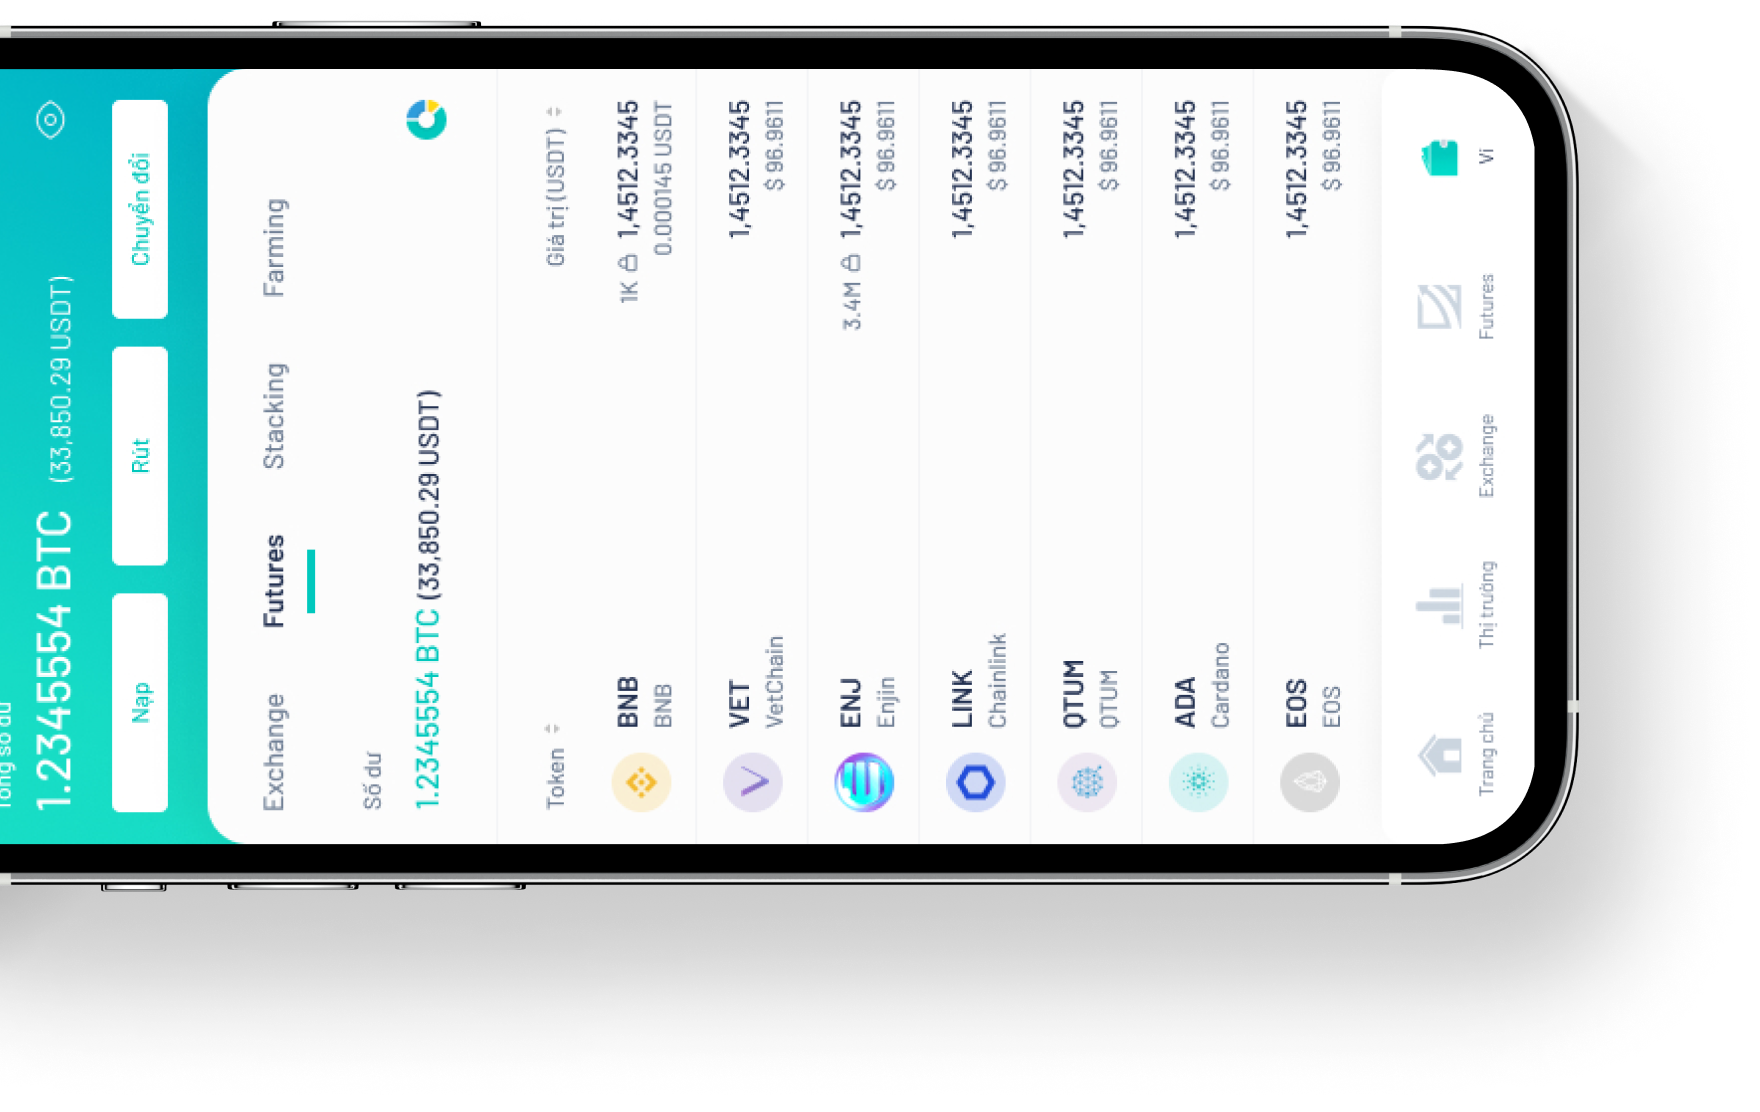 Tổng số dư
1.2345554 BTC (33,850.29 USDT)
Nạp Rút Chuyển đổi
Exchange Futures Stacking Farming
Số dư
1.2345554 BTC (33,850.29 USDT)
Token Giá trị (USDT)
BNB 1K 1,4512.3345
BNB 0.000145 USDT
VET 1,4512.3345
VetChain $ 96.9611
ENJ 3.4M 1,4512.3345
Enjin $ 96.9611
LINK 1,4512.3345
Chainlink $ 96.9611
QTUM 1,4512.3345
QTUM $ 96.9611
ADA 1,4512.3345
Cardano $ 96.9611
EOS 1,4512.3345
EOS $ 96.9611
Trang chủ Thị trường Exchange Futures Ví